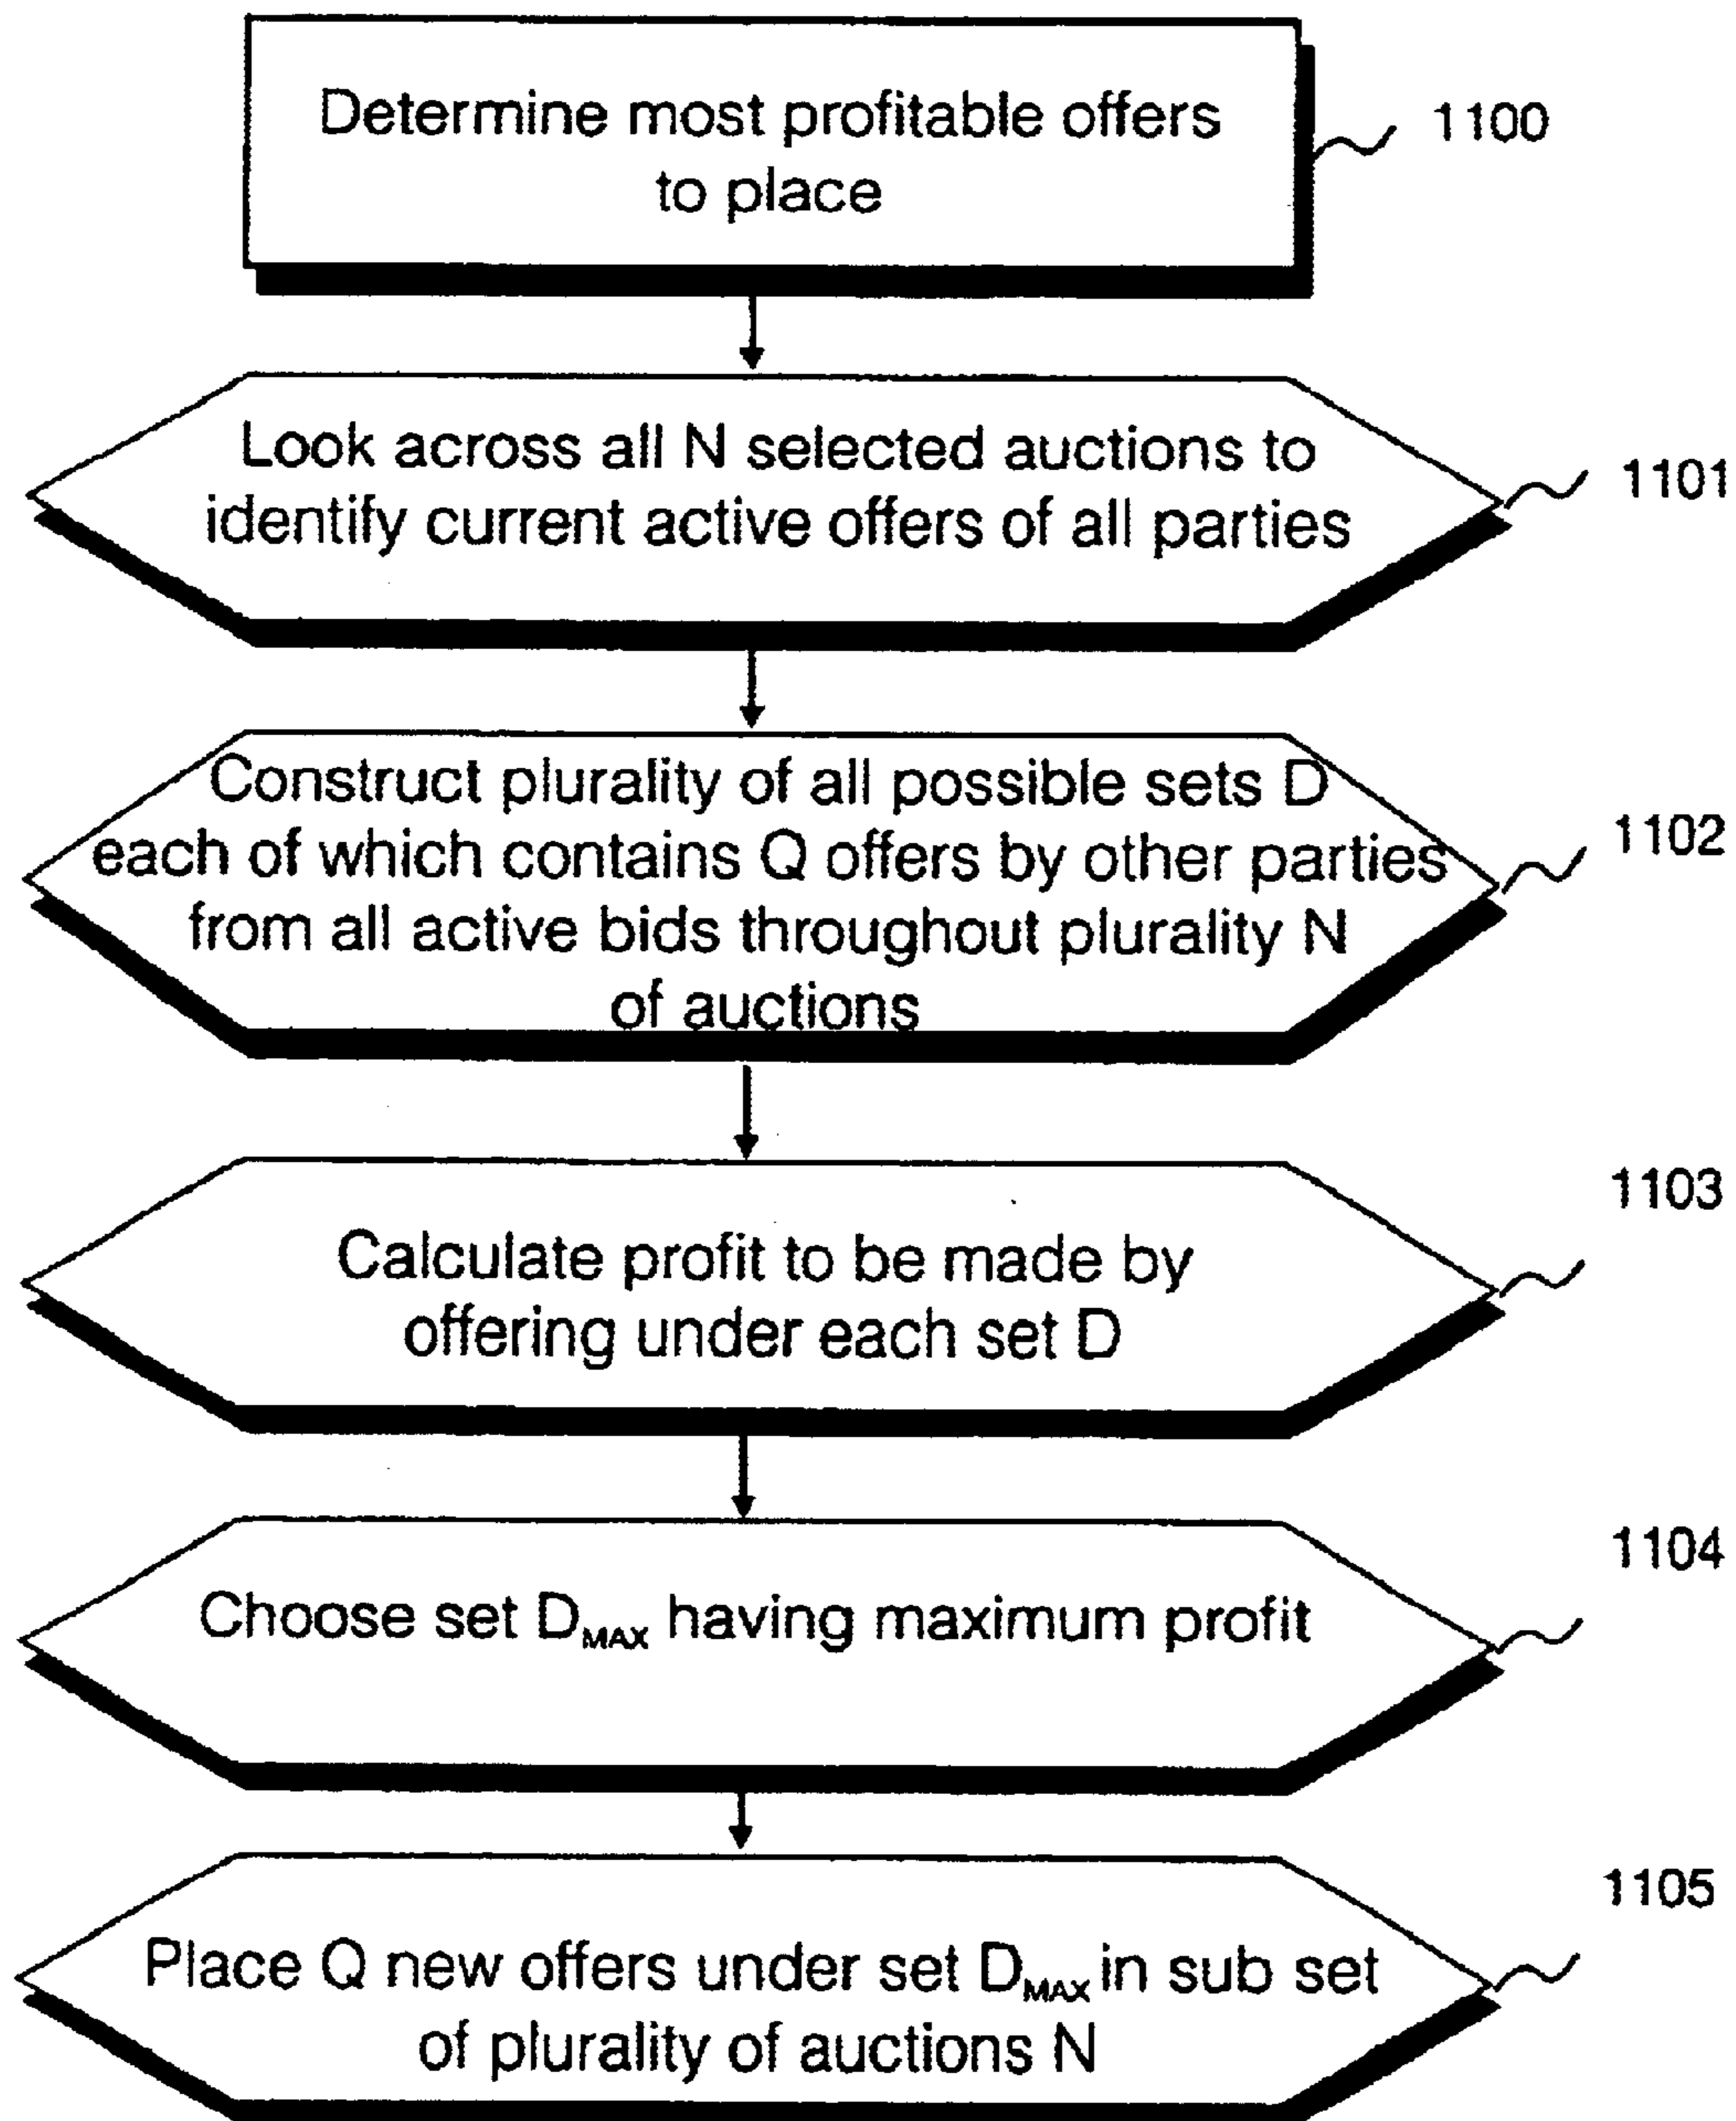 Determine most profitable offers
to place
1100
Look across all N selected auctions to
identify current active offers of all parties
1101
Construct plurality of all possible sets D
each of which contains Q offers by other parties
from all active bids throughout plurality N
of auctions
1102
Calculate profit to be made by
offering under each set D
1103
Choose set D_MAX having maximum profit
1104
Place Q new offers under set D_MAX in sub set
of plurality of auctions N
1105